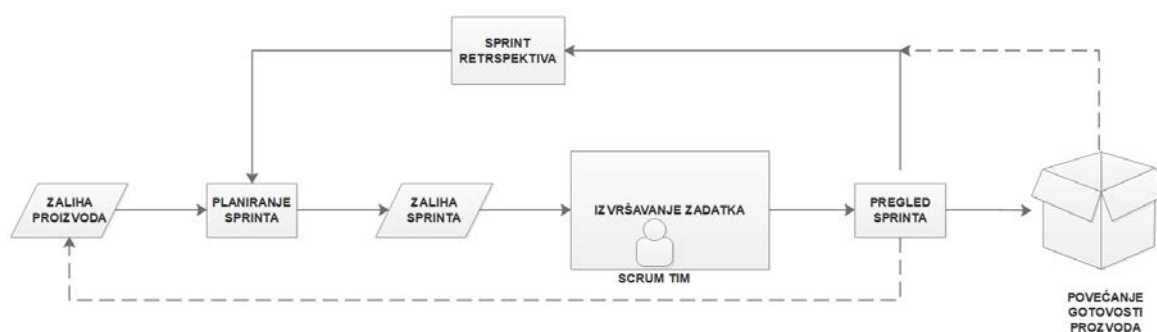 SPRINT
RETRSPEKTIVA
ZALIHA
PROIZVODA
PLANIRANJE
SPRINTA
ZALIHA
SPRINTA
IZVRŠAVANJE ZADATKA
SCRUM TIM
PREGLED
SPRINTA
POVEĆANJE
GOTOVOSTI
PROZVODA